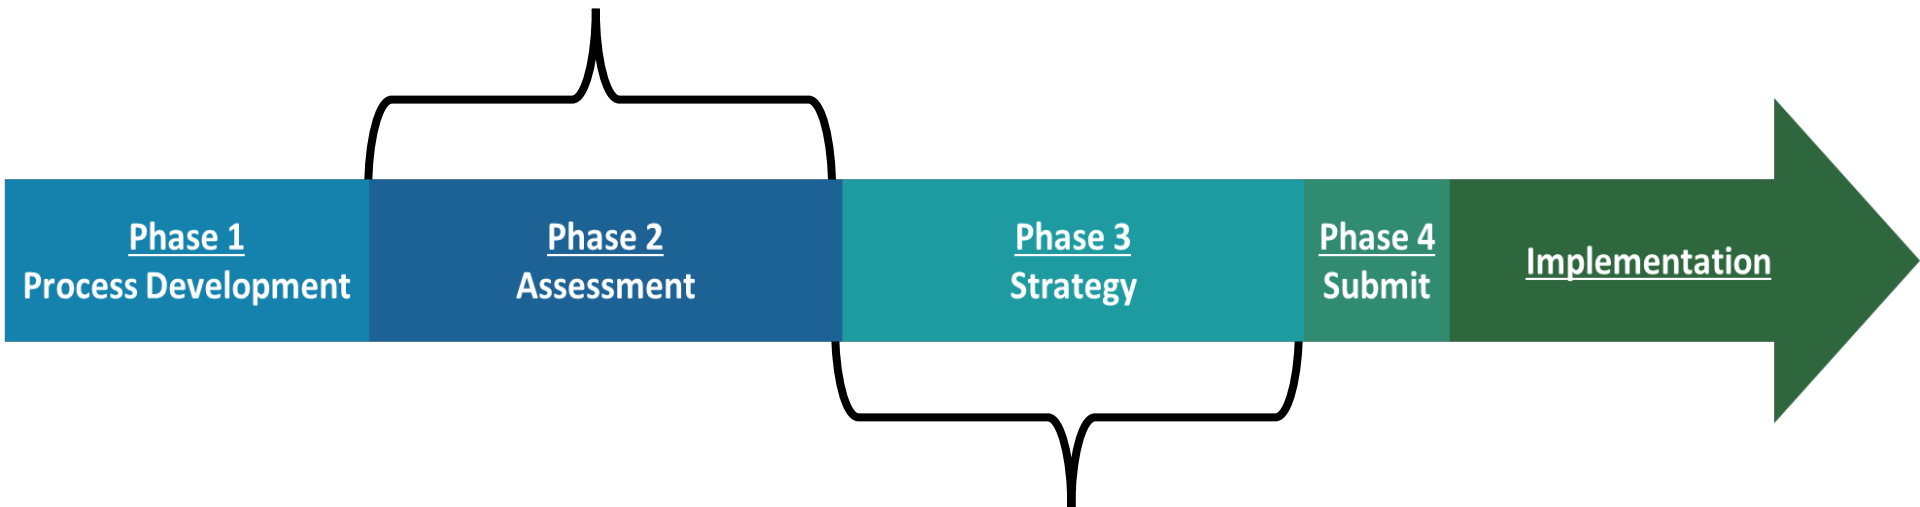 Phase 1
Process Development
Phase 2
Assessment
Phase 3
Strategy
Phase 4
Submit
Implementation